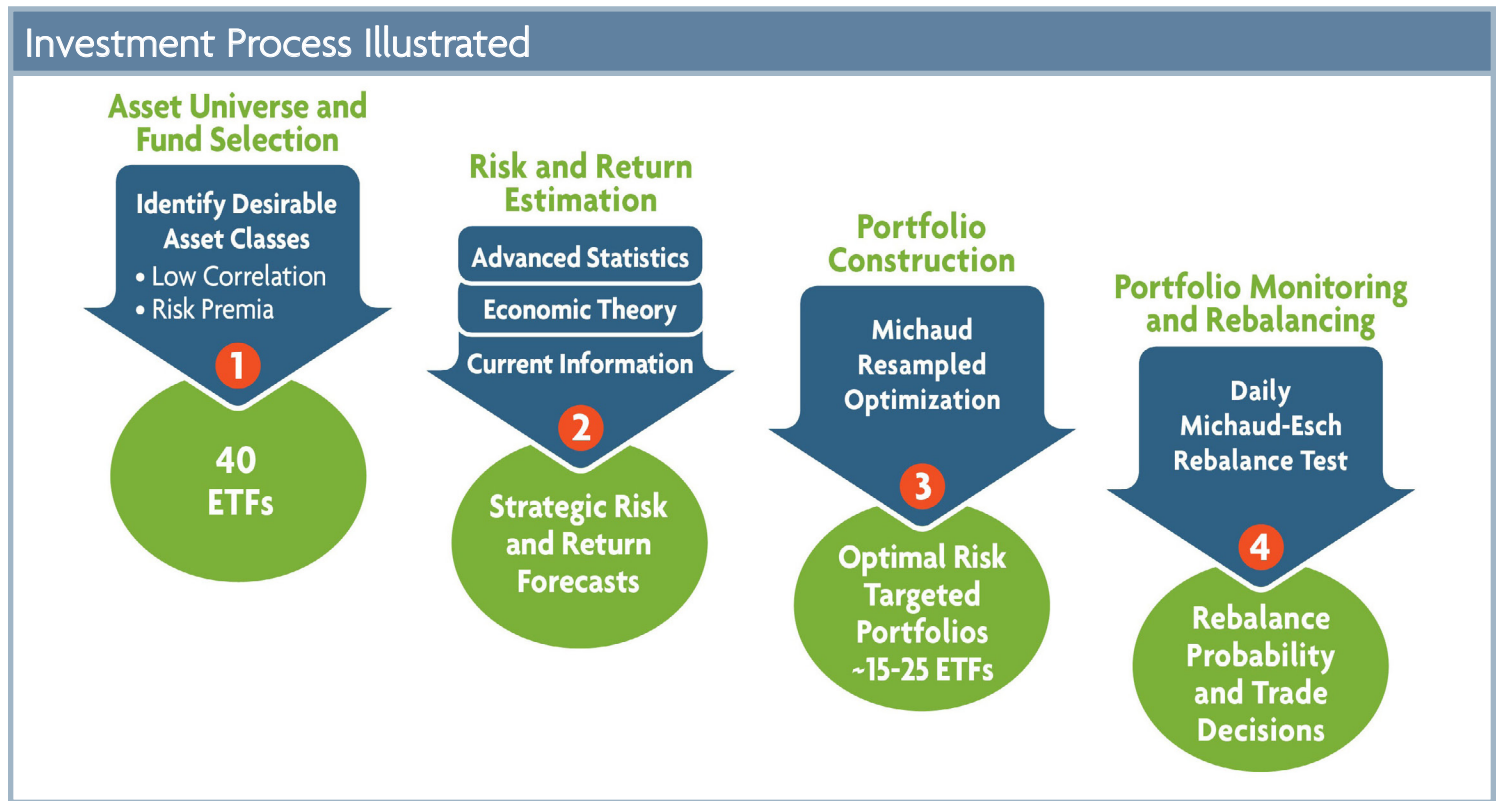 Investment Process Illustrated
Asset Universe and
Fund Selection
Identify Desirable
Asset Classes
• Low Correlation
• Risk Premia
1
40
ETFs
Risk and Return
Estimation
Advanced Statistics
Economic Theory
Current Information
2
Strategic Risk
and Return
Forecasts
Portfolio
Construction
Michaud
Resampled
Optimization
3
Optimal Risk
Targeted
Portfolios
~15-25 ETFs
Portfolio Monitoring
and Rebalancing
Daily
Michaud-Esch
Rebalance Test
4
Rebalance
Probability
and Trade
Decisions